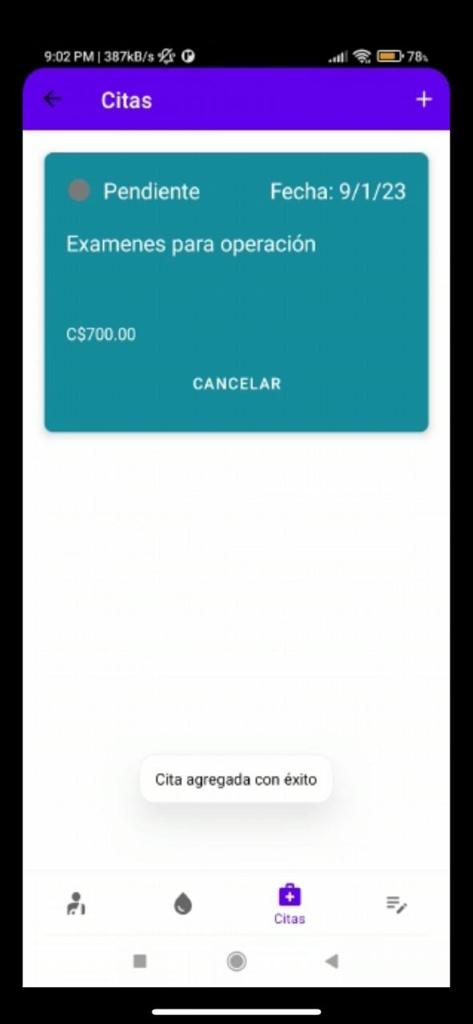 9:02 PM | 387kB/s 78%
Citas
Pendiente Fecha: 9/1/23
Examenes para operación
C$700.00
CANCELAR
Cita agregada con éxito
Citas